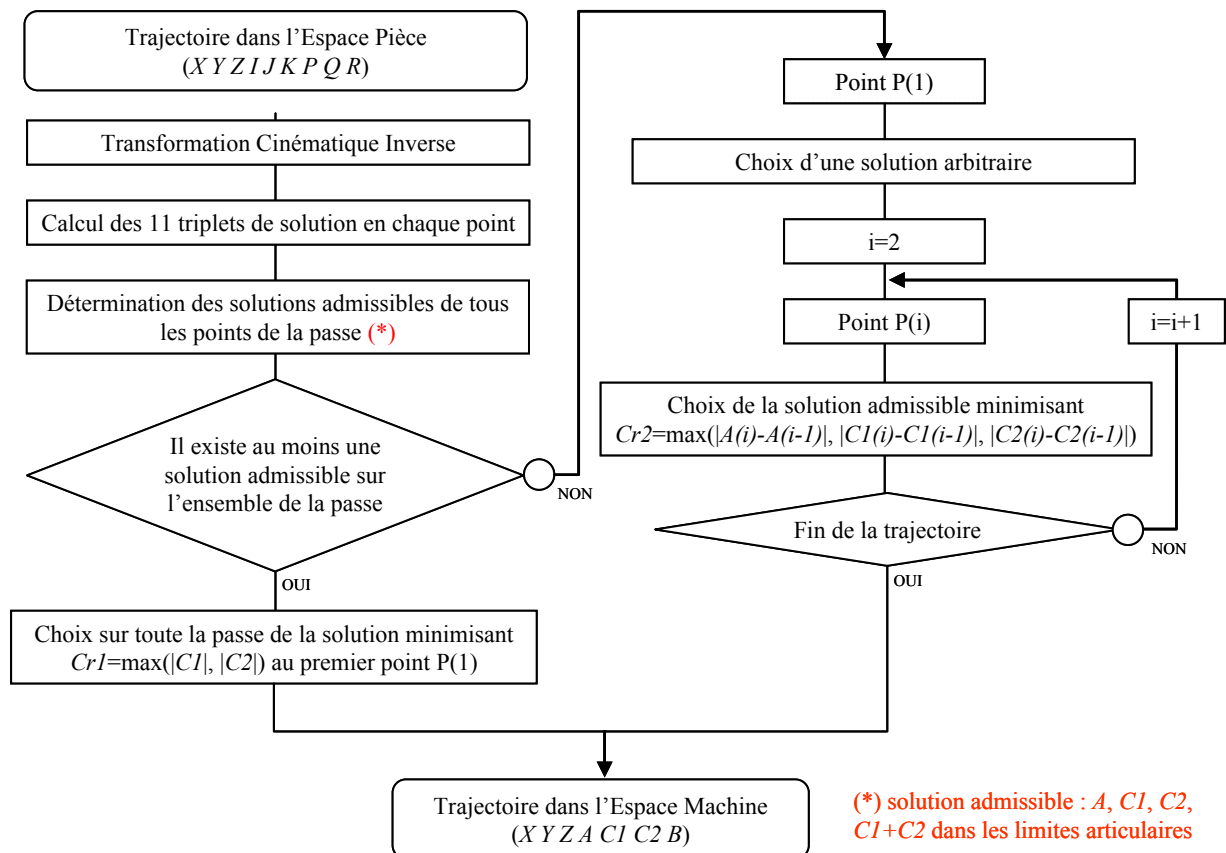 Trajectoire dans l'Espace Pièce
(X Y Z I J K P Q R)
Transformation Cinématique Inverse
Calcul des 11 triplets de solution en chaque point
Détermination des solutions admissibles de tous
les points de la passe (*)
Il existe au moins une
solution admissible sur
l'ensemble de la passe
NON
OUI
Choix sur toute la passe de la solution minimisant
Cr1=max(|C1|, |C2|) au premier point P(1)
Point P(1)
Choix d'une solution arbitraire
i=2
Point P(i)
i=i+1
Choix de la solution admissible minimisant
Cr2=max(|A(i)-A(i-1)|, |C1(i)-C1(i-1)|, |C2(i)-C2(i-1)|)
Fin de la trajectoire
NON
OUI
Trajectoire dans l'Espace Machine
(X Y Z A C1 C2 B)
(*) solution admissible : A, C1, C2,
C1+C2 dans les limites articulaires